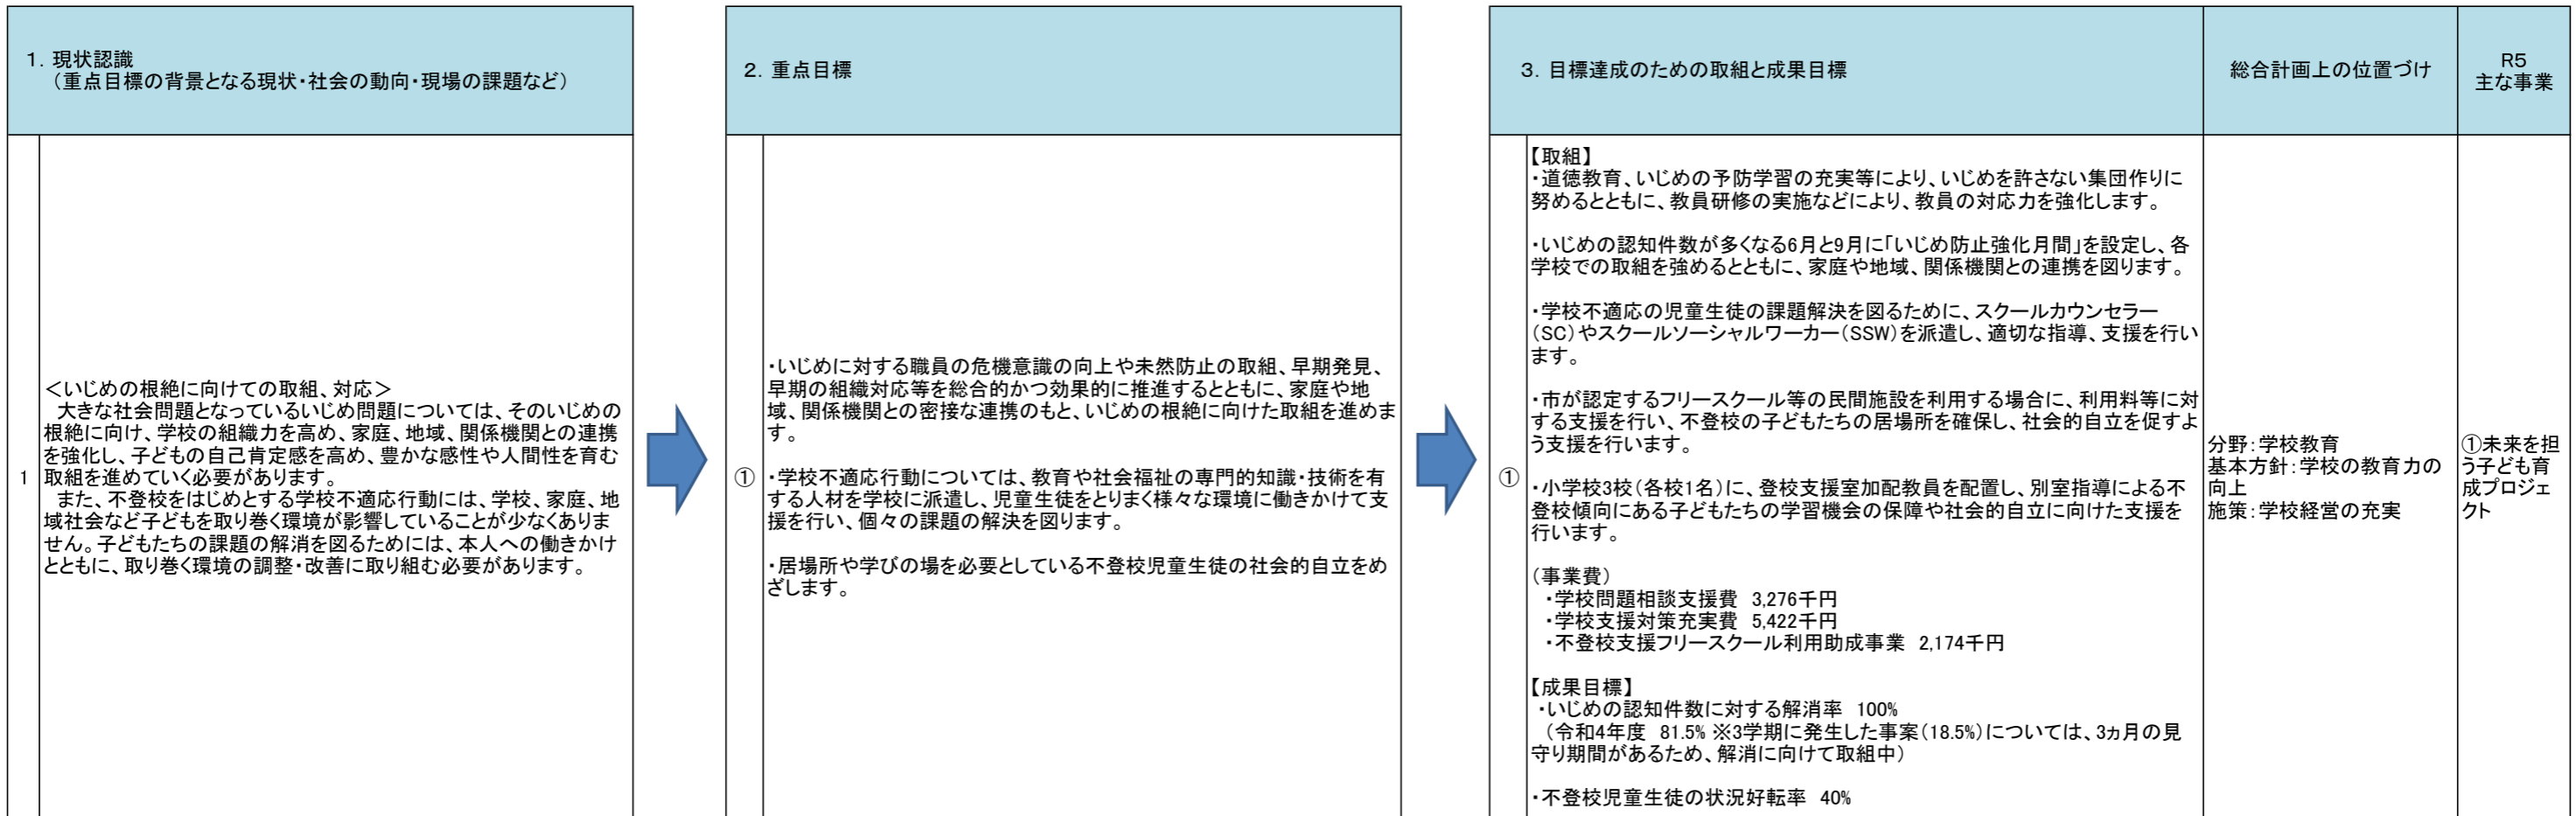 1. 現状認識
（重点目標の背景となる現状・社会の動向・現場の課題など）
2. 重点目標
3. 目標達成のための取組と成果目標
総合計画上の位置づけ
R5
主な事業
1
＜いじめの根絶に向けての取組、対応＞
大きな社会問題となっているいじめ問題については、そのいじめの
根絶に向け、学校の組織力を高め、家庭、地域、関係機関との連携
を強化し、子どもの自己肯定感を高め、豊かな感性や人間性を育む
取組を進めていく必要があります。
また、不登校をはじめとする学校不適応行動には、学校、家庭、地
域社会など子どもを取り巻く環境が影響していることが少なくありま
せん。子どもたちの課題の解消を図るためには、本人への働きかけ
とともに、取り巻く環境の調整・改善に取り組む必要があります。
①
・いじめに対する職員の危機意識の向上や未然防止の取組、早期発見、
早期の組織対応等を総合的かつ効果的に推進するとともに、家庭や地
域、関係機関との密接な連携のもと、いじめの根絶に向けた取組を進めま
す。
・学校不適応行動については、教育や社会福祉の専門的知識・技術を有
する人材を学校に派遣し、児童生徒をとりまく様々な環境に働きかけて支
援を行い、個々の課題の解決を図ります。
・居場所や学びの場を必要としている不登校児童生徒の社会的自立をめ
ざします。
①
【取組】
・道徳教育、いじめの予防学習の充実等により、いじめを許さない集団作りに
努めるとともに、教員研修の実施などにより、教員の対応力を強化します。
・いじめの認知件数が多くなる6月と9月に「いじめ防止強化月間」を設定し、各
学校での取組を強めるとともに、家庭や地域、関係機関との連携を図ります。
・学校不適応の児童生徒の課題解決を図るために、スクールカウンセラー
（SC）やスクールソーシャルワーカー（SSW）を派遣し、適切な指導、支援を行い
ます。
・市が認定するフリースクール等の民間施設を利用する場合に、利用料等に対
する支援を行い、不登校の子どもたちの居場所を確保し、社会的自立を促すよ
う支援を行います。
・小学校3校（各校1名）に、登校支援室加配教員を配置し、別室指導による不
登校傾向にある子どもたちの学習機会の保障や社会的自立に向けた支援を
行います。
（事業費）
・学校問題相談支援費 3,276千円
・学校支援対策充実費 5,422千円
・不登校支援フリースクール利用助成事業 2,174千円
【成果目標】
・いじめの認知件数に対する解消率 100%
（令和4年度 81.5% ※3学期に発生した事案（18.5%）については、3ヵ月の見
守り期間があるため、解消に向けて取組中）
・不登校児童生徒の状況好転率 40%
分野：学校教育
基本方針：学校の教育力の
向上
施策：学校経営の充実
①未来を担
う子ども育
成プロジェ
クト